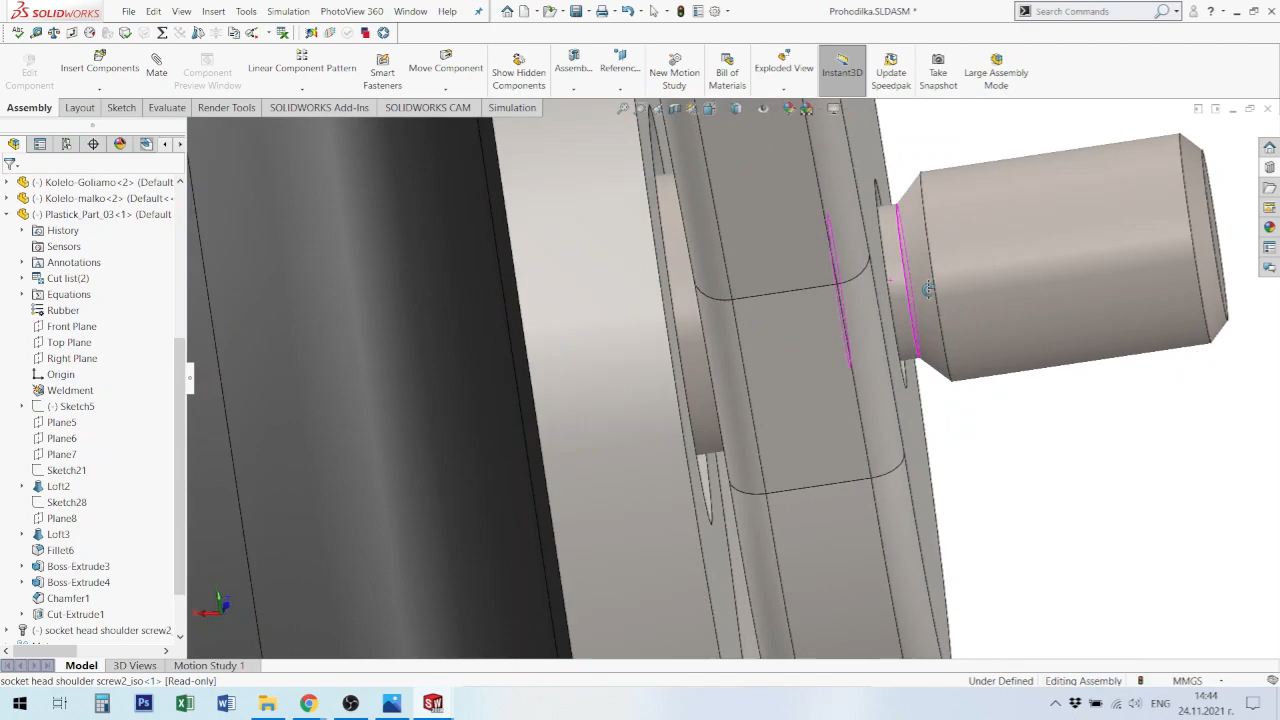 SOLIDWORKS
File Edit View Insert Tools Simulation PhotoView 360 Window Help
Prohodilka.SLDASM *
Search Commands
Edit Component
Insert Components
Mate
Component Preview Window
Linear Component Pattern
Smart Fasteners
Move Component
Show Hidden Components
Assemb...
Referenc...
New Motion Study
Bill of Materials
Exploded View
Instant3D
Update Speedpak
Take Snapshot
Large Assembly Mode
Assembly Layout Sketch Evaluate Render Tools SOLIDWORKS Add-Ins SOLIDWORKS CAM Simulation
(-) Kolelo-Goliamo<2> (Default
(-) Kolelo-malko<2> (Default
(-) Plastick_Part_03<1> (Default
History
Sensors
Annotations
Cut list(2)
Equations
Rubber
Front Plane
Top Plane
Right Plane
Origin
Weldment
(-) Sketch5
Plane5
Plane6
Plane7
Sketch21
Loft2
Sketch28
Plane8
Loft3
Fillet6
Boss-Extrude3
Boss-Extrude4
Chamfer1
Cut-Extrude1
(-) socket head shoulder screw2_
Model 3D Views Motion Study 1
socket head shoulder screw2_iso<1> [Read-only]
Under Defined Editing Assembly MMGS
ENG
14:44
24.11.2021 г.